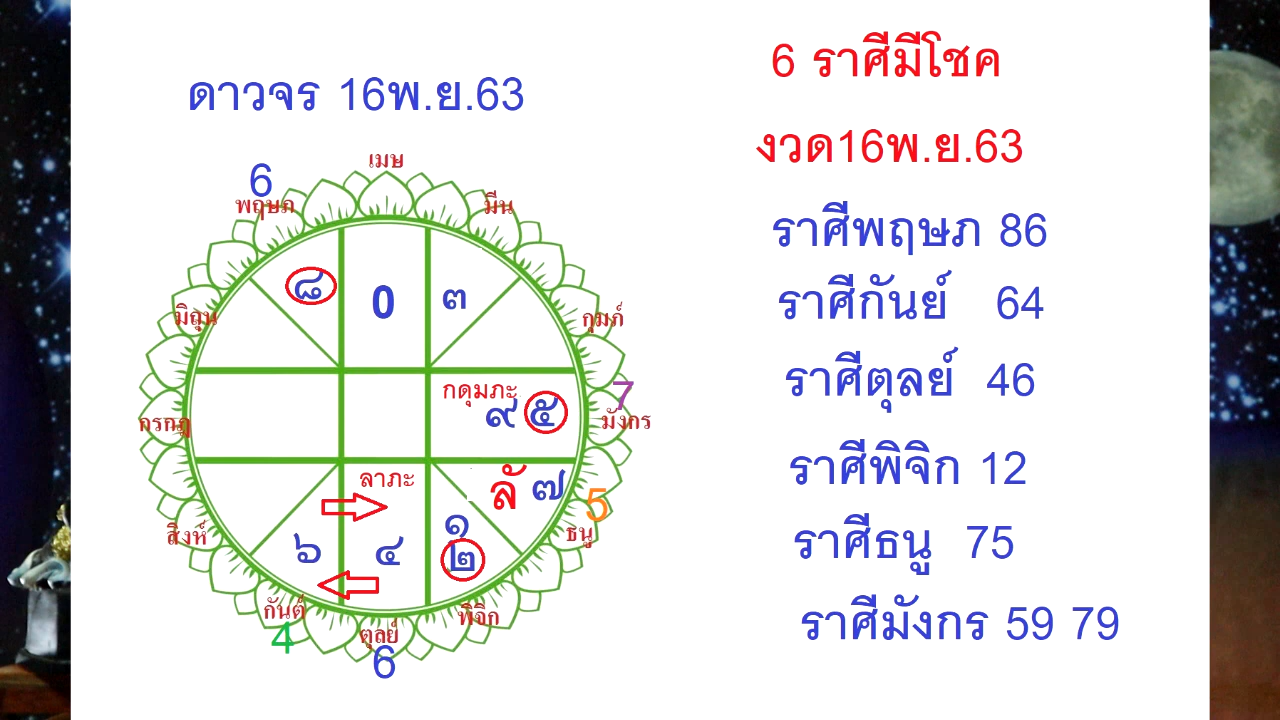 6 ราศีมีโชค
ดาวจร 16พ.ย.63
งวด16พ.ย.63
เมษ
6
พฤษภ
มีน
ราศีพฤษภ 86
๘
0
๓
ราศีกันย์ 64
มิถุน
กุมภ์
ราศีตุลย์ 46
กดุมภะ
7
๙ ๕
กรกฎ
มังกร
ราศีพิจิก 12
ลาภะ
ลั ๗
5
๑
สิงห์
ธนู
ราศีธนู 75
๖
๔
๒
กันต์
พิจิก
ตุลย์
4
6
ราศีมังกร 59 79